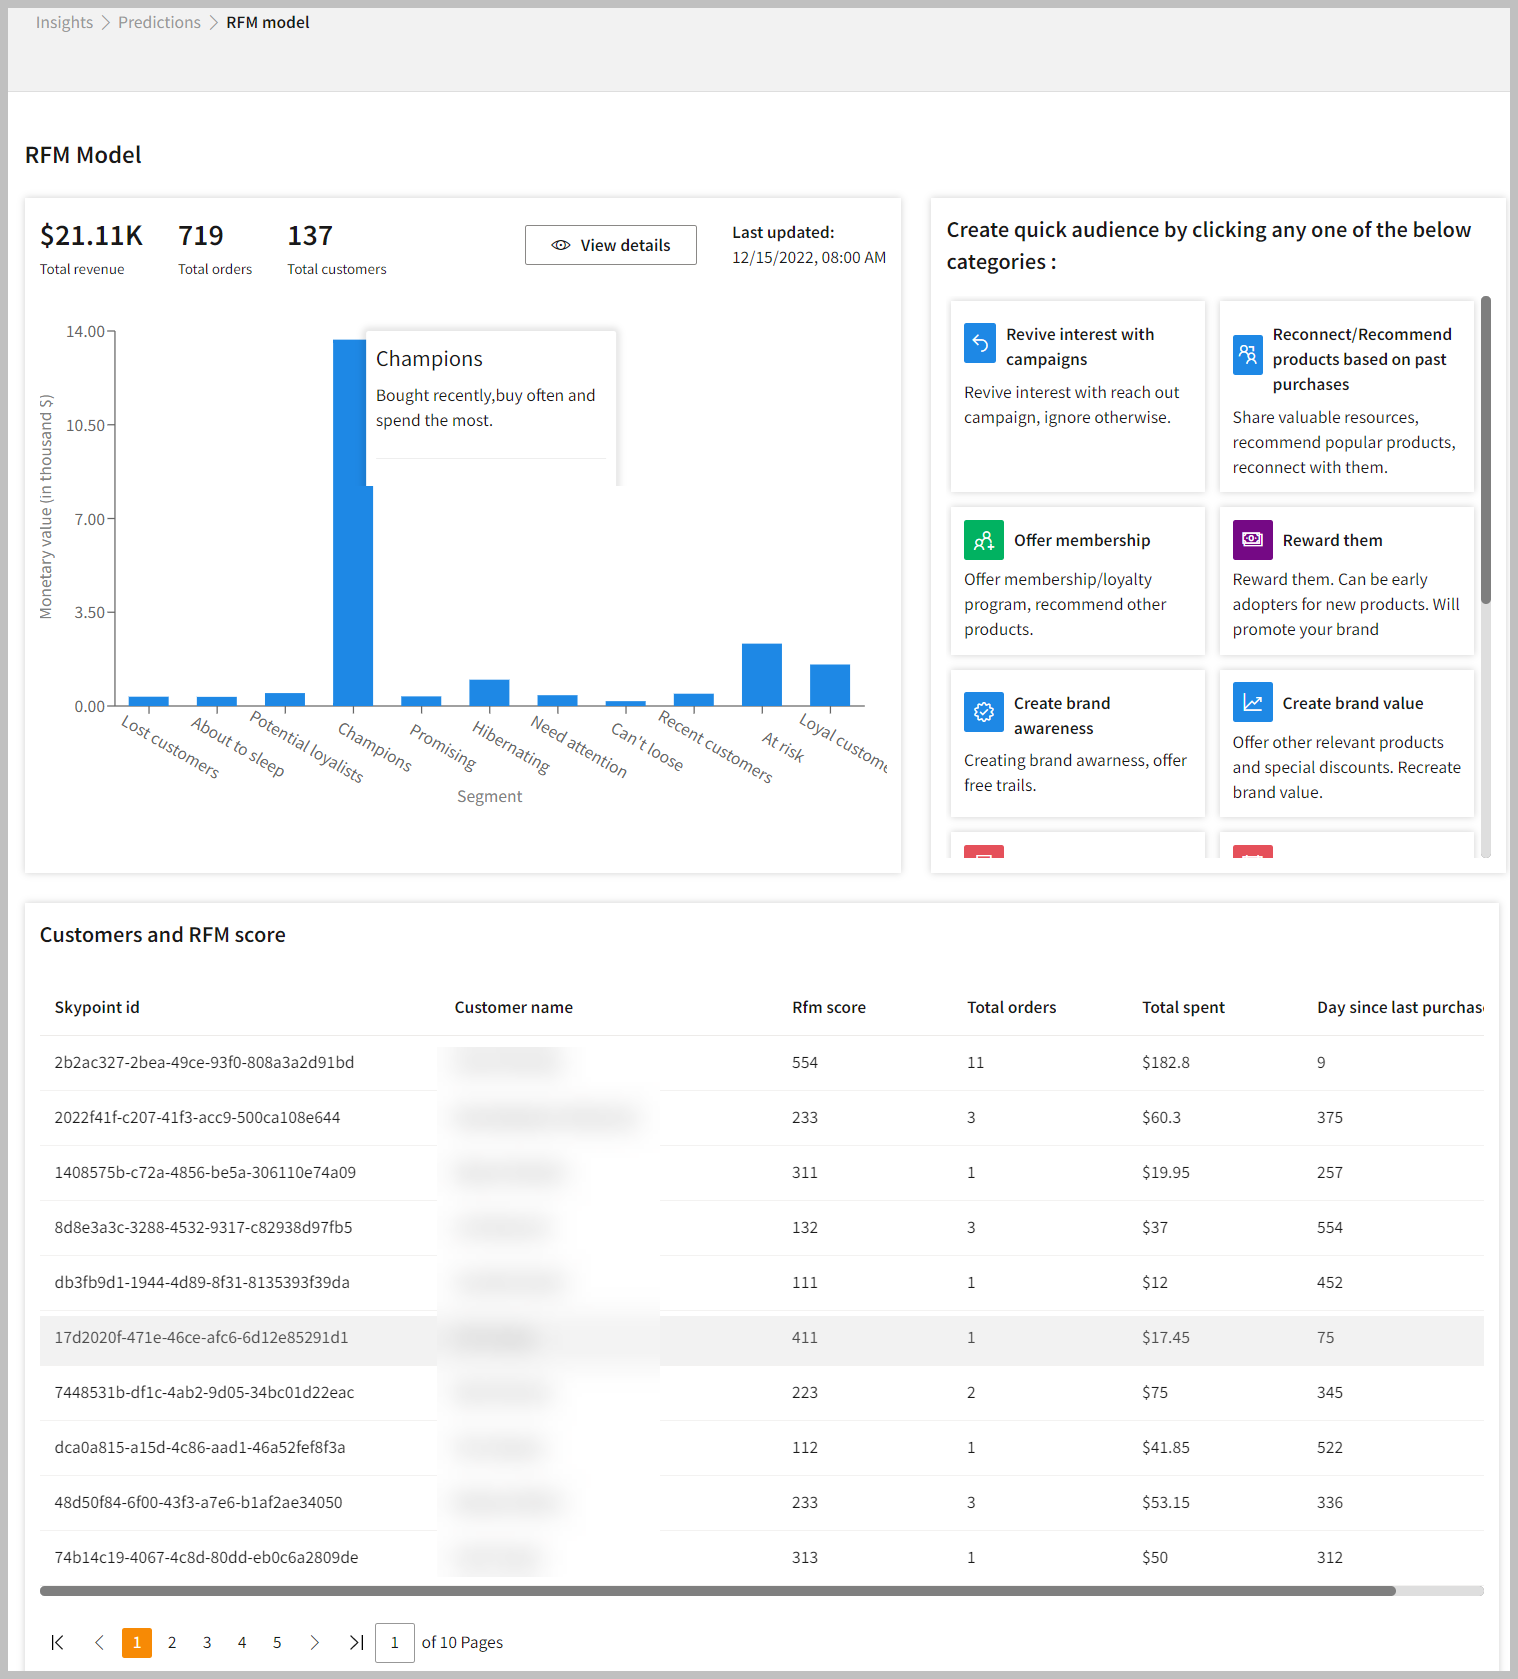 Insights > Predictions > RFM model
RFM Model
$21.11K
Total revenue
719
Total orders
137
Total customers
View details
Last updated:
12/15/2022, 08:00 AM
Monetary value (in thousand $)
14.00
10.50
7.00
3.50
0.00
Champions
Bought recently,buy often and
spend the most.
Lost customers
About to sleep
Potential loyalists
Champions
Promising
Hibernating
Need attention
Can't loose
Recent customers
At risk
Loyal custome
Segment
Create quick audience by clicking any one of the below
categories :
Revive interest with
campaigns
Revive interest with reach out
campaign, ignore otherwise.
Reconnect/Recommend
products based on past
purchases
Share valuable resources,
recommend popular products,
reconnect with them.
Offer membership
Offer membership/loyalty
program, recommend other
products.
Reward them
Reward them. Can be early
adopters for new products. Will
promote your brand
Create brand
awareness
Creating brand awarness, offer
free trails.
Create brand value
Offer other relevant products
and special discounts. Recreate
brand value.
Customers and RFM score
Skypoint id Customer name Rfm score Total orders Total spent Day since last purchas
2b2ac327-2bea-49ce-93f0-808a3a2d91bd 554 11 $182.8 9
2022f41f-c207-41f3-acc9-500ca108e644 233 3 $60.3 375
1408575b-c72a-4856-be5a-306110e74a09 311 1 $19.95 257
8d8e3a3c-3288-4532-9317-c82938d97fb5 132 3 $37 554
db3fb9d1-1944-4d89-8f31-8135393f39da 111 1 $12 452
17d2020f-471e-46ce-afc6-6d12e85291d1 411 1 $17.45 75
7448531b-df1c-4ab2-9d05-34bc01d22eac 223 2 $75 345
dca0a815-a15d-4c86-aad1-46a52fef8f3a 112 1 $41.85 522
48d50f84-6f00-43f3-a7e6-b1af2ae34050 233 3 $53.15 336
74b14c19-4067-4c8d-80dd-eb0c6a2809de 313 1 $50 312
1 2 3 4 5 1 of 10 Pages